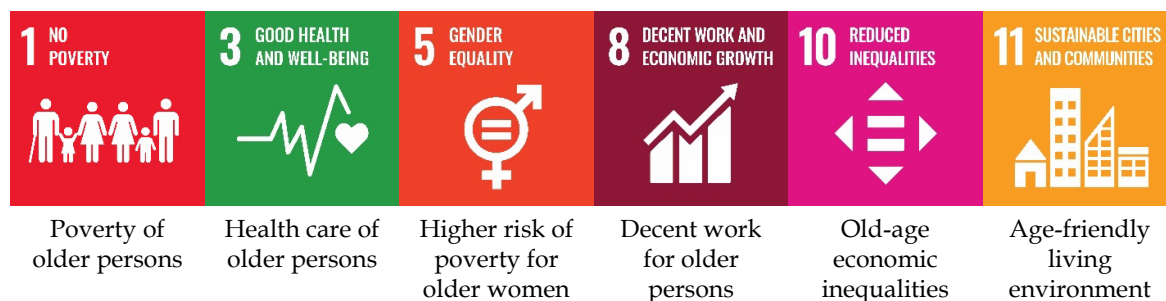 1 NO
POVERTY
3 GOOD HEALTH
AND WELL-BEING
5 GENDER
EQUALITY
8 DECENT WORK AND
ECONOMIC GROWTH
10 REDUCED
INEQUALITIES
11 SUSTAINABLE CITIES
AND COMMUNITIES
Poverty of
older persons
Health care of
older persons
Higher risk of
poverty for
older women
Decent work
for older
persons
Old-age
economic
inequalities
Age-friendly
living
environment